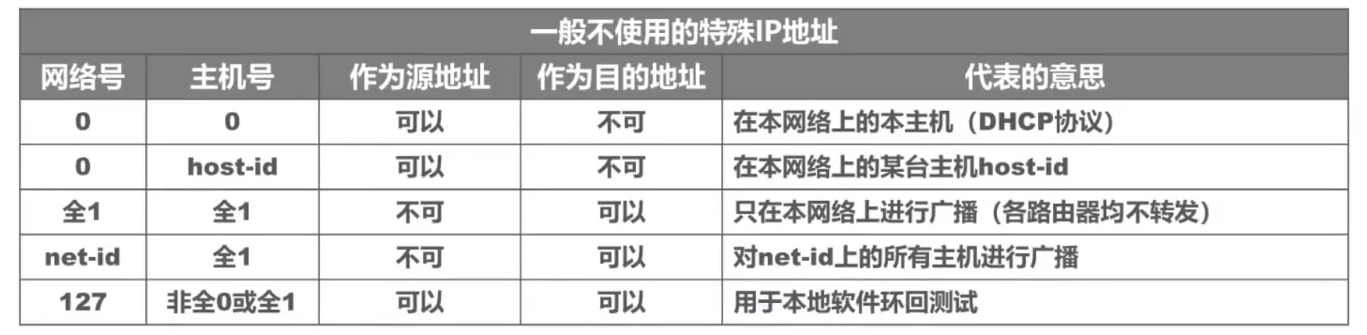 一般不使用的特殊IP地址
网络号 主机号 作为源地址 作为目的地址 代表的意思
0 0 可以 不可 在本网络上的本主机（DHCP协议）
0 host-id 可以 不可 在本网络上的某台主机host-id
全1 全1 不可 可以 只在本网络上进行广播（各路由器均不转发）
net-id 全1 不可 可以 对net-id上的所有主机进行广播
127 非全0或全1 可以 可以 用于本地软件环回测试